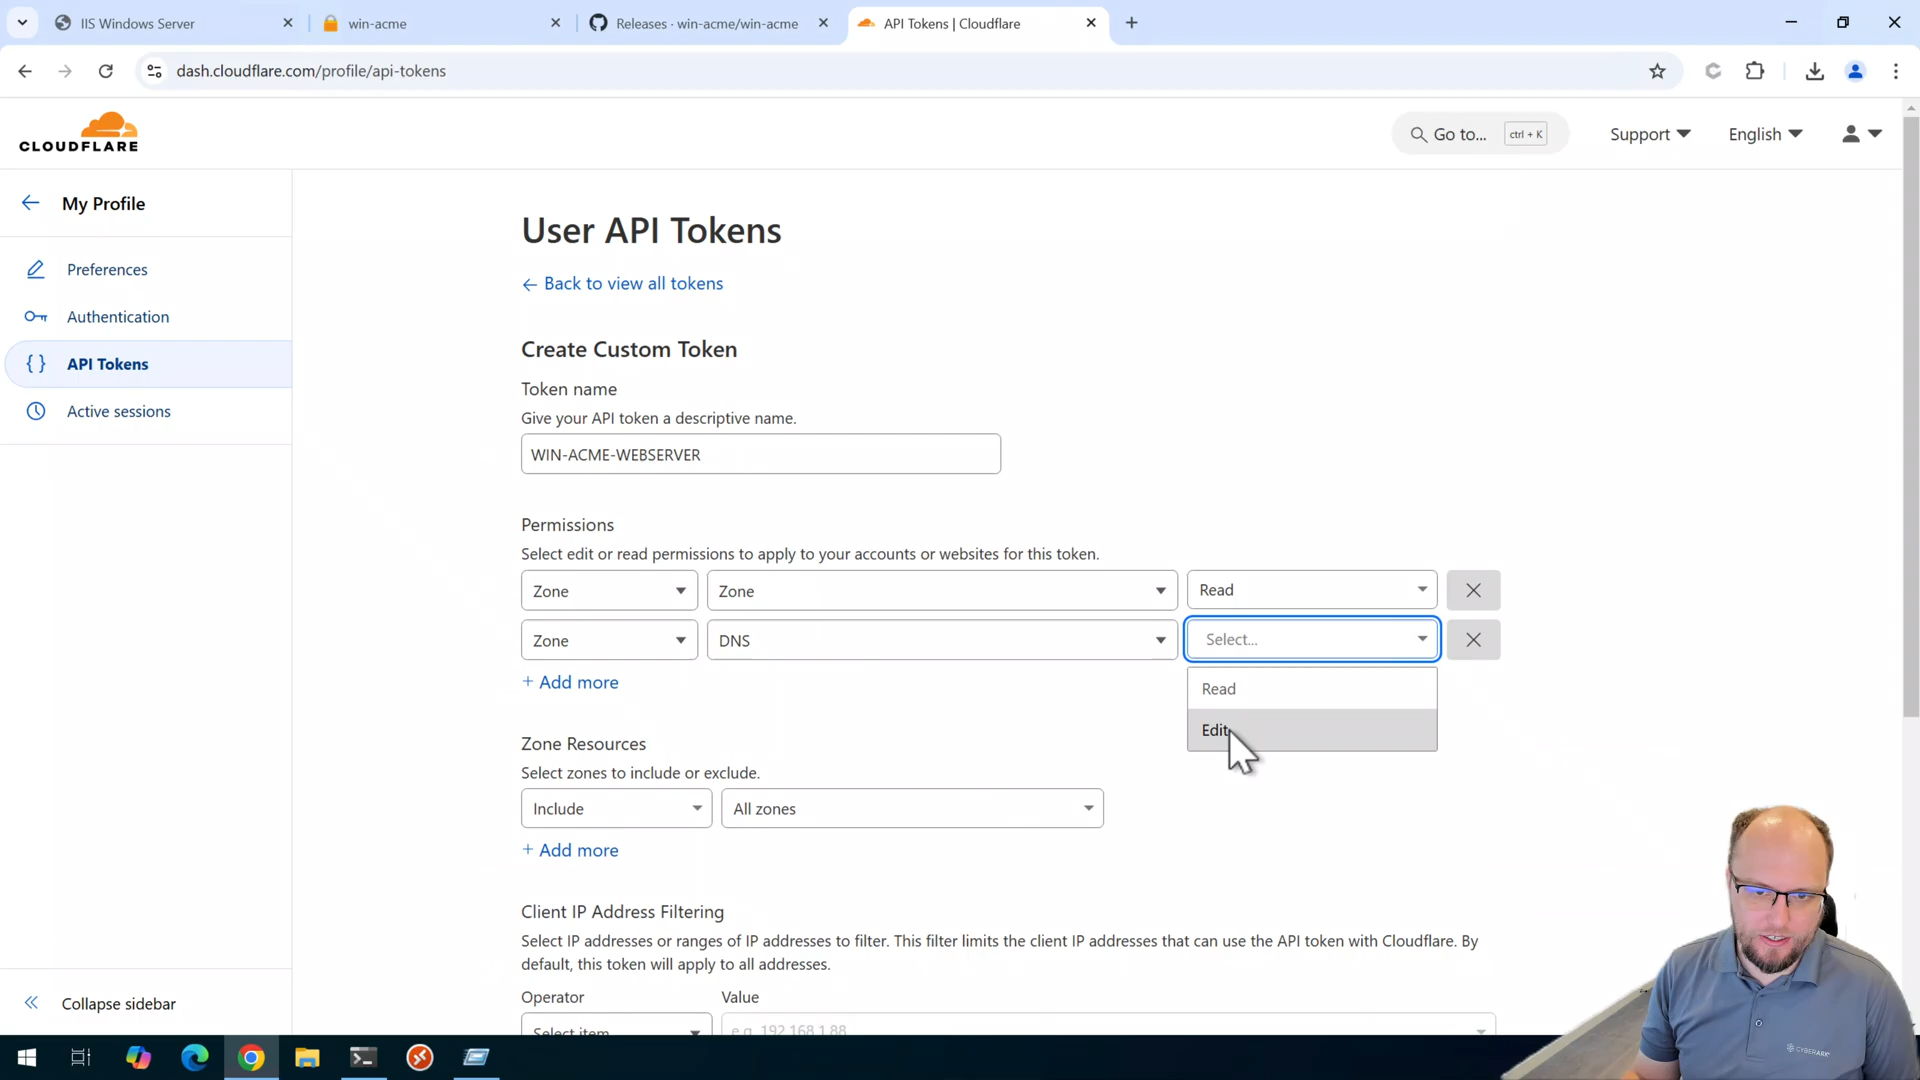 IIS Windows Server
win-acme
Releases · win-acme/win-acme
API Tokens | Cloudflare
dash.cloudflare.com/profile/api-tokens
CLOUDFLARE
Go to...
ctrl + K
Support
English
My Profile
Preferences
Authentication
API Tokens
Active sessions
Collapse sidebar
User API Tokens
Back to view all tokens
Create Custom Token
Token name
Give your API token a descriptive name.
WIN-ACME-WEBSERVER
Permissions
Select edit or read permissions to apply to your accounts or websites for this token.
Zone Zone Read
Zone DNS Select...
Read
Edit
+ Add more
Zone Resources
Select zones to include or exclude.
Include All zones
+ Add more
Client IP Address Filtering
Select IP addresses or ranges of IP addresses to filter. This filter limits the client IP addresses that can use the API token with Cloudflare. By
default, this token will apply to all addresses.
Operator Value
Select item e.g. 192.168.1.88
CYBERARK